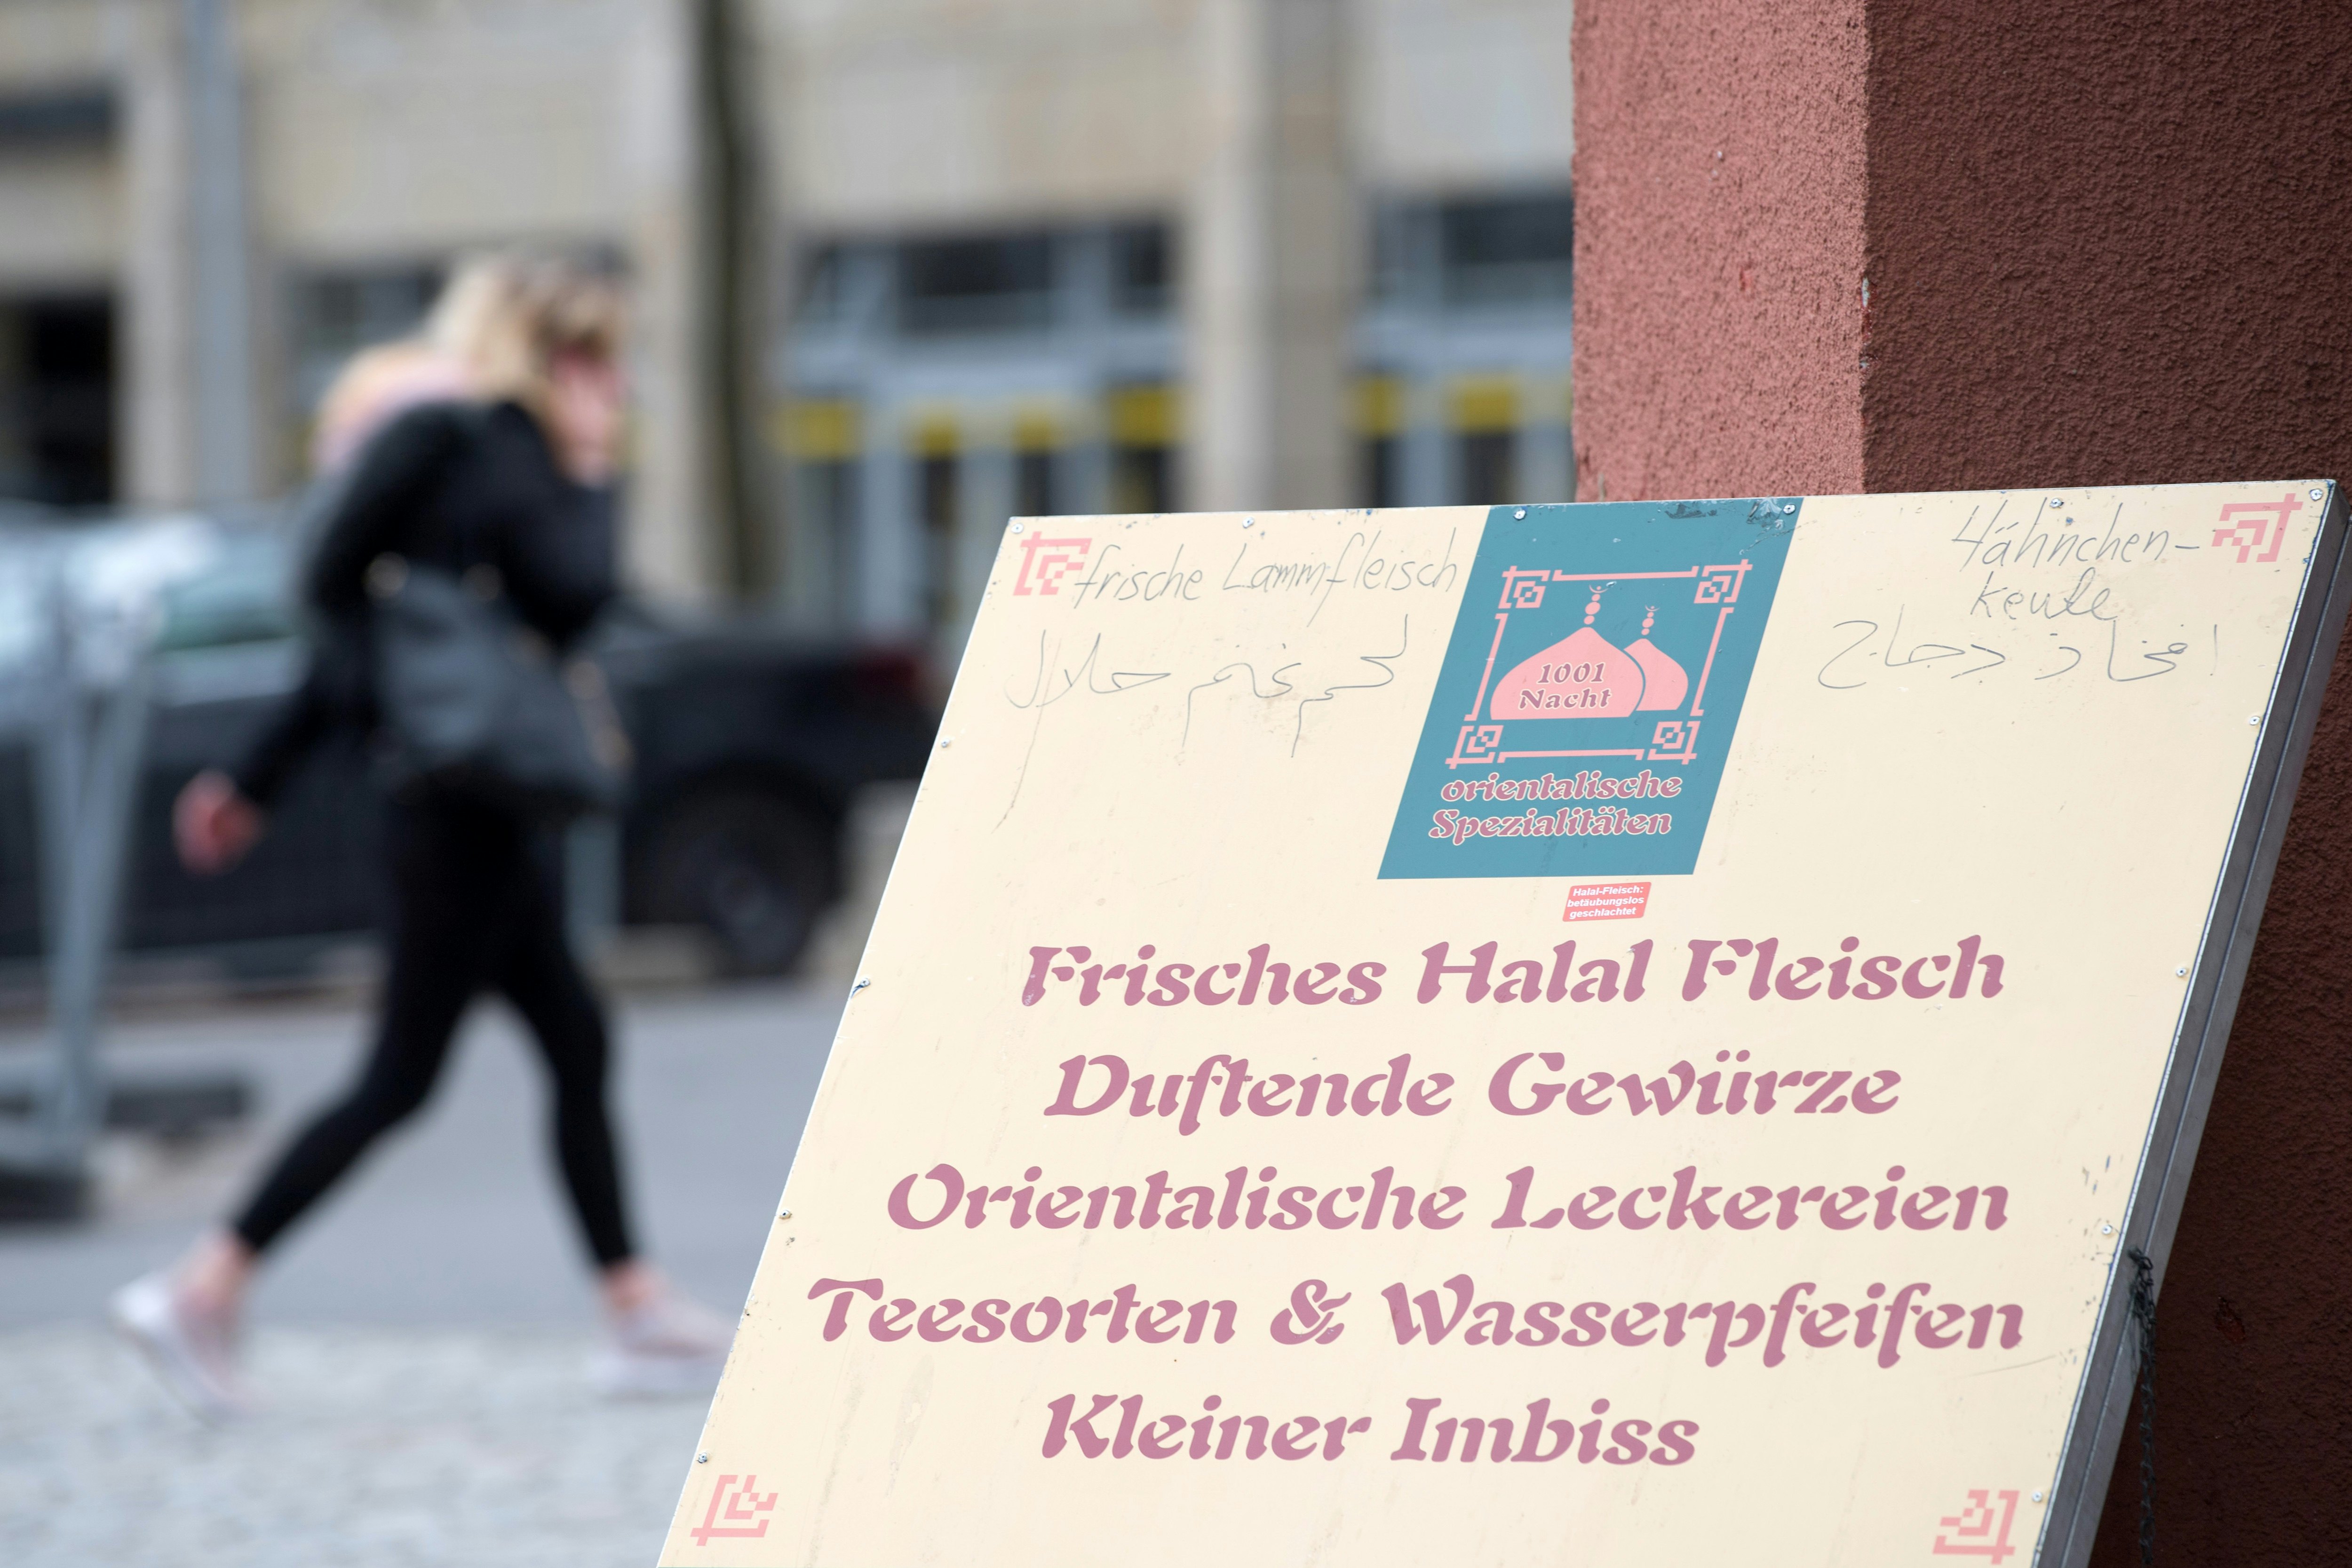 frische Lammfleisch
لحم غنم حلال
Hähnchen-
keule
افخاذ دجاج
1001
Nacht
orientalische
Spezialitäten
Halal-Fleisch:
betäubungslos
geschlachtet
Frisches Halal Fleisch
Duftende Gewürze
Orientalische Leckereien
Teesorten & Wasserpfeifen
Kleiner Imbiss